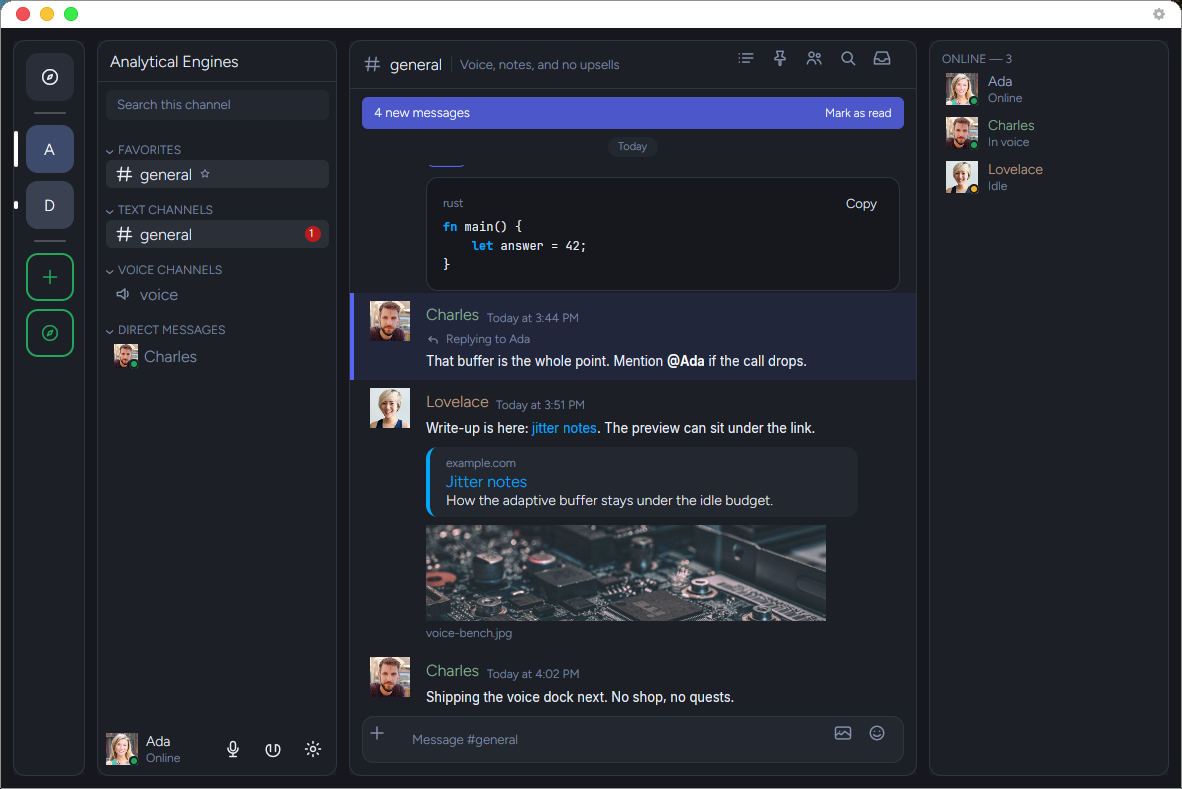 Analytical Engines
Search this channel
A
D
FAVORITES
# general
TEXT CHANNELS
# general 1
VOICE CHANNELS
voice
DIRECT MESSAGES
Charles
Ada
Online
# general Voice, notes, and no upsells
4 new messages Mark as read
Today
rust Copy
fn main() {
    let answer = 42;
}
Charles Today at 3:44 PM
Replying to Ada
That buffer is the whole point. Mention @Ada if the call drops.
Lovelace Today at 3:51 PM
Write-up is here: jitter notes. The preview can sit under the link.
example.com
Jitter notes
How the adaptive buffer stays under the idle budget.
voice-bench.jpg
Charles Today at 4:02 PM
Shipping the voice dock next. No shop, no quests.
Message #general
ONLINE — 3
Ada
Online
Charles
In voice
Lovelace
Idle